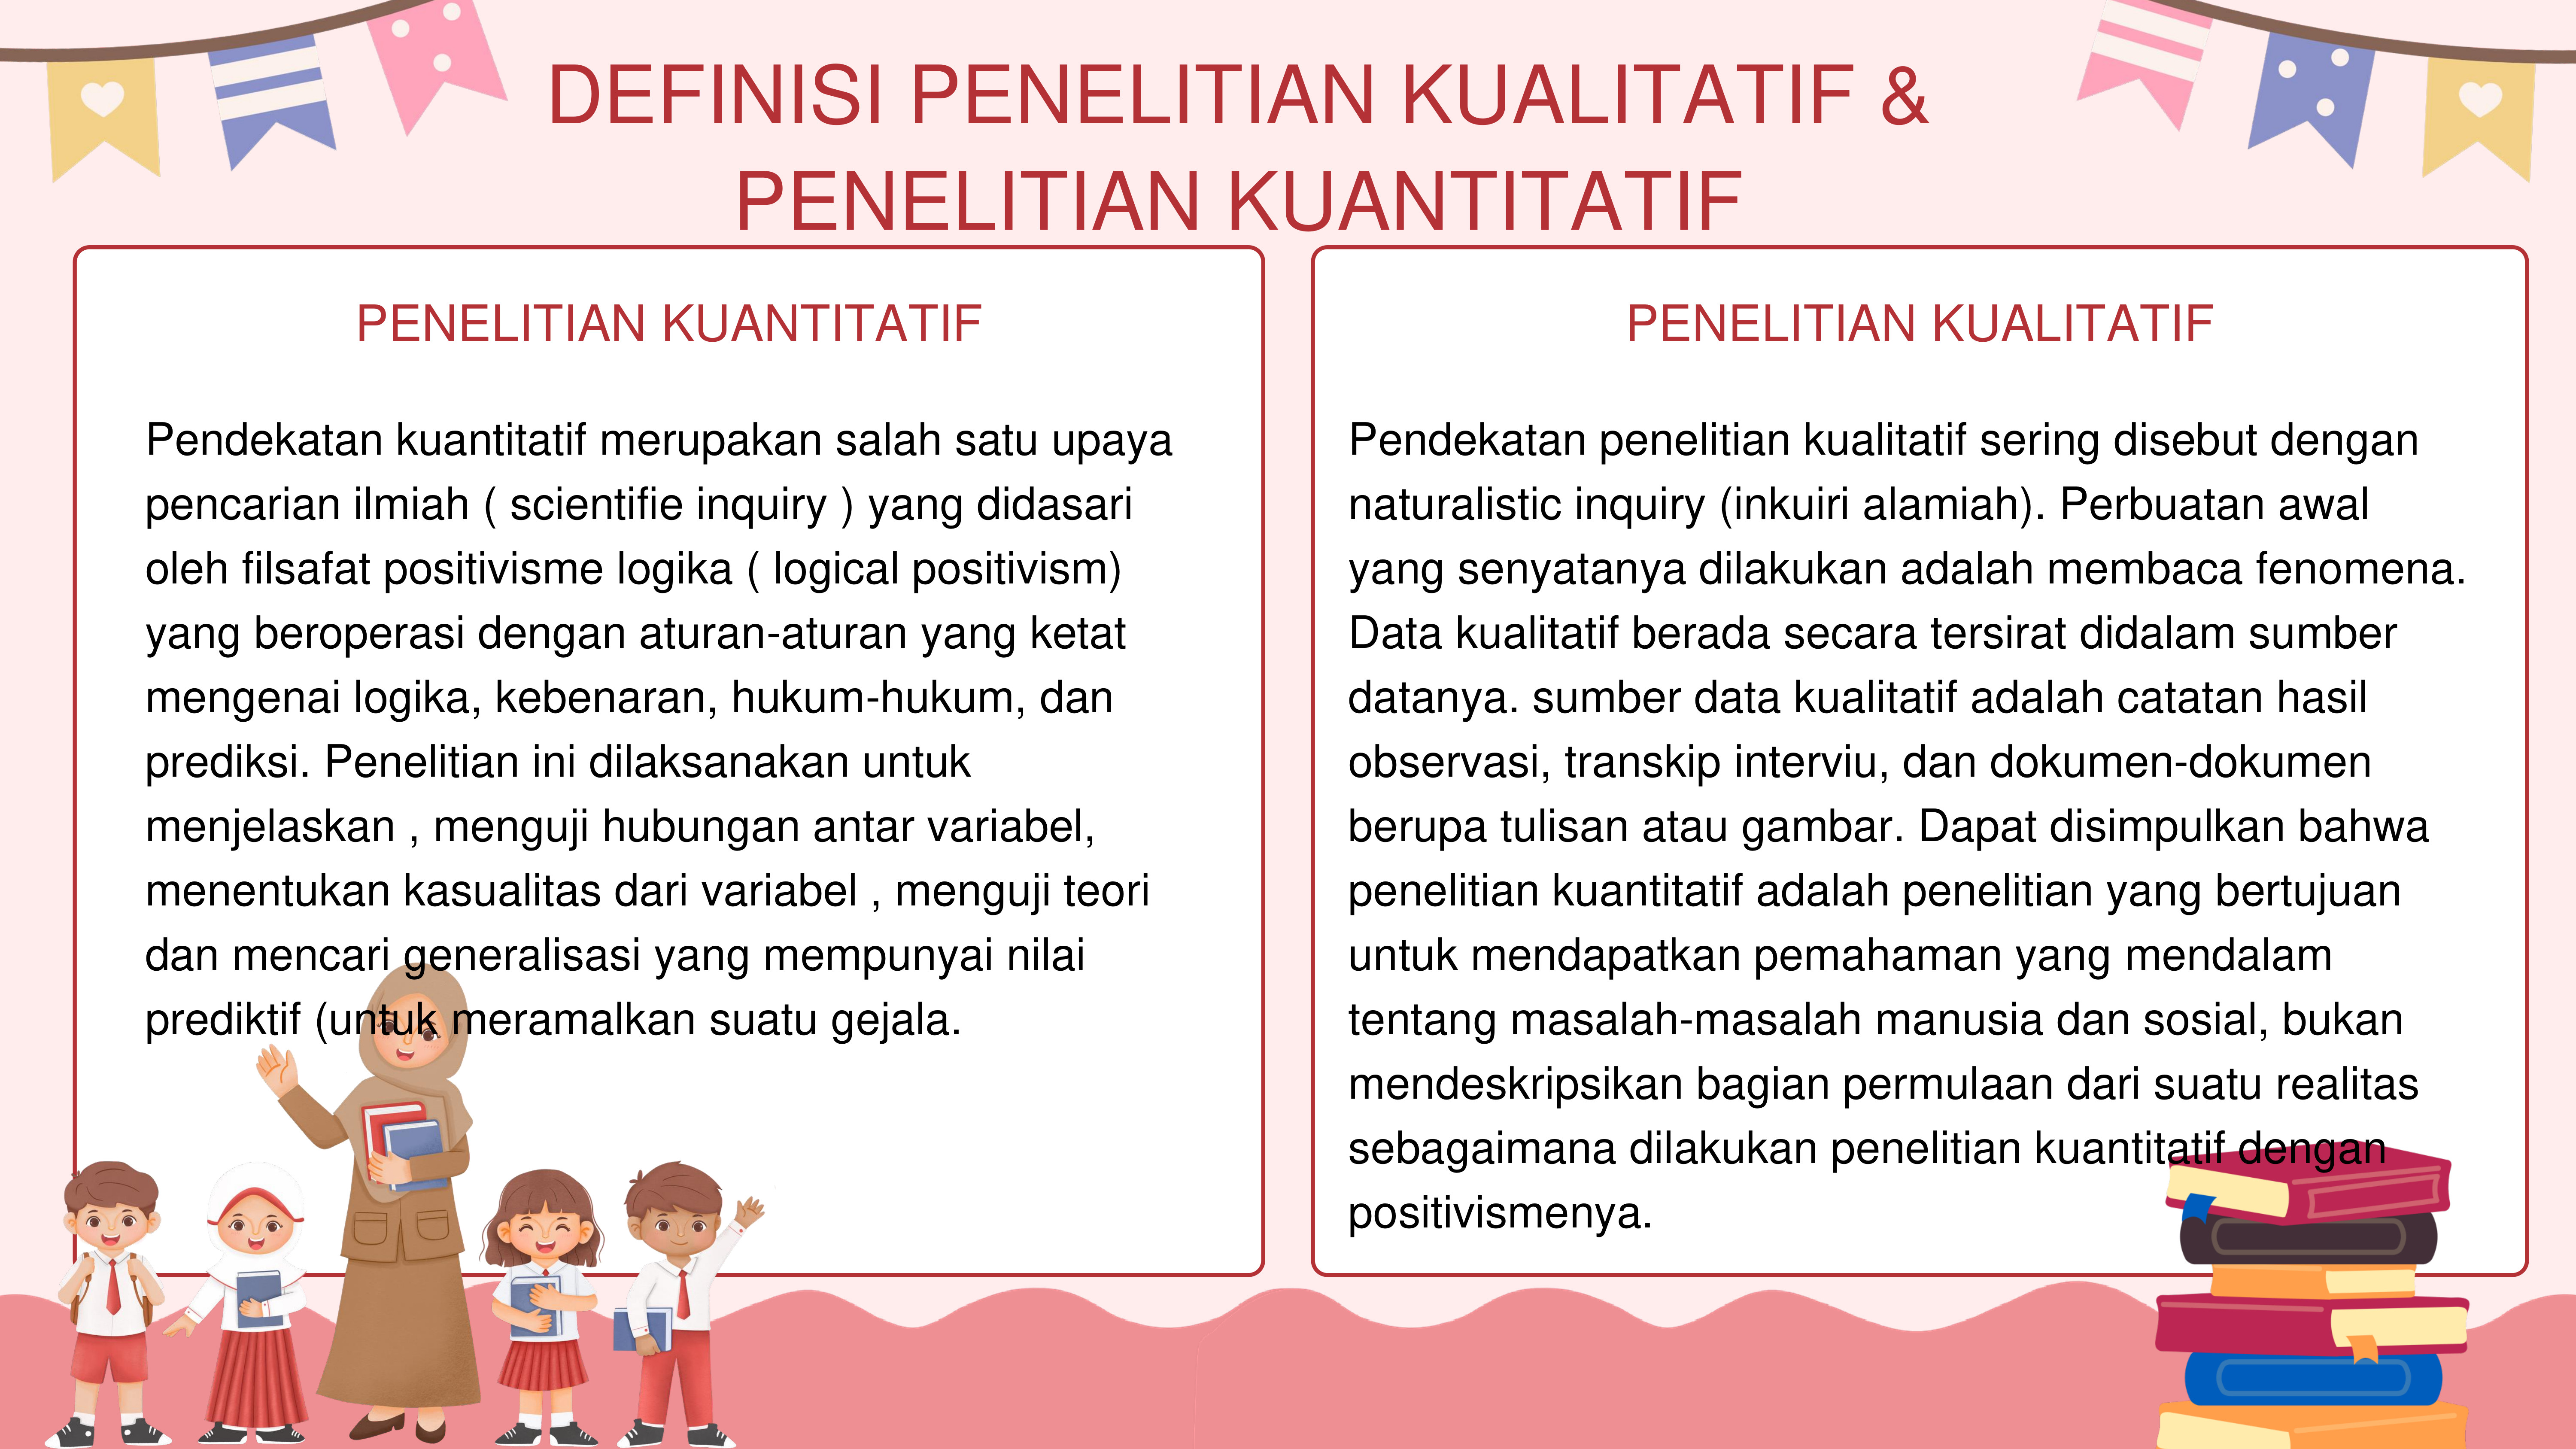 DEFINISI PENELITIAN KUALITATIF &
PENELITIAN KUANTITATIF
PENELITIAN KUANTITATIF
Pendekatan kuantitatif merupakan salah satu upaya
pencarian ilmiah ( scientifie inquiry ) yang didasari
oleh filsafat positivisme logika ( logical positivism)
yang beroperasi dengan aturan-aturan yang ketat
mengenai logika, kebenaran, hukum-hukum, dan
prediksi. Penelitian ini dilaksanakan untuk
menjelaskan , menguji hubungan antar variabel,
menentukan kasualitas dari variabel , menguji teori
dan mencari generalisasi yang mempunyai nilai
prediktif (untuk meramalkan suatu gejala.
PENELITIAN KUALITATIF
Pendekatan penelitian kualitatif sering disebut dengan
naturalistic inquiry (inkuiri alamiah). Perbuatan awal
yang senyatanya dilakukan adalah membaca fenomena.
Data kualitatif berada secara tersirat didalam sumber
datanya. sumber data kualitatif adalah catatan hasil
observasi, transkip interviu, dan dokumen-dokumen
berupa tulisan atau gambar. Dapat disimpulkan bahwa
penelitian kuantitatif adalah penelitian yang bertujuan
untuk mendapatkan pemahaman yang mendalam
tentang masalah-masalah manusia dan sosial, bukan
mendeskripsikan bagian permulaan dari suatu realitas
sebagaimana dilakukan penelitian kuantitatif dengan
positivismenya.